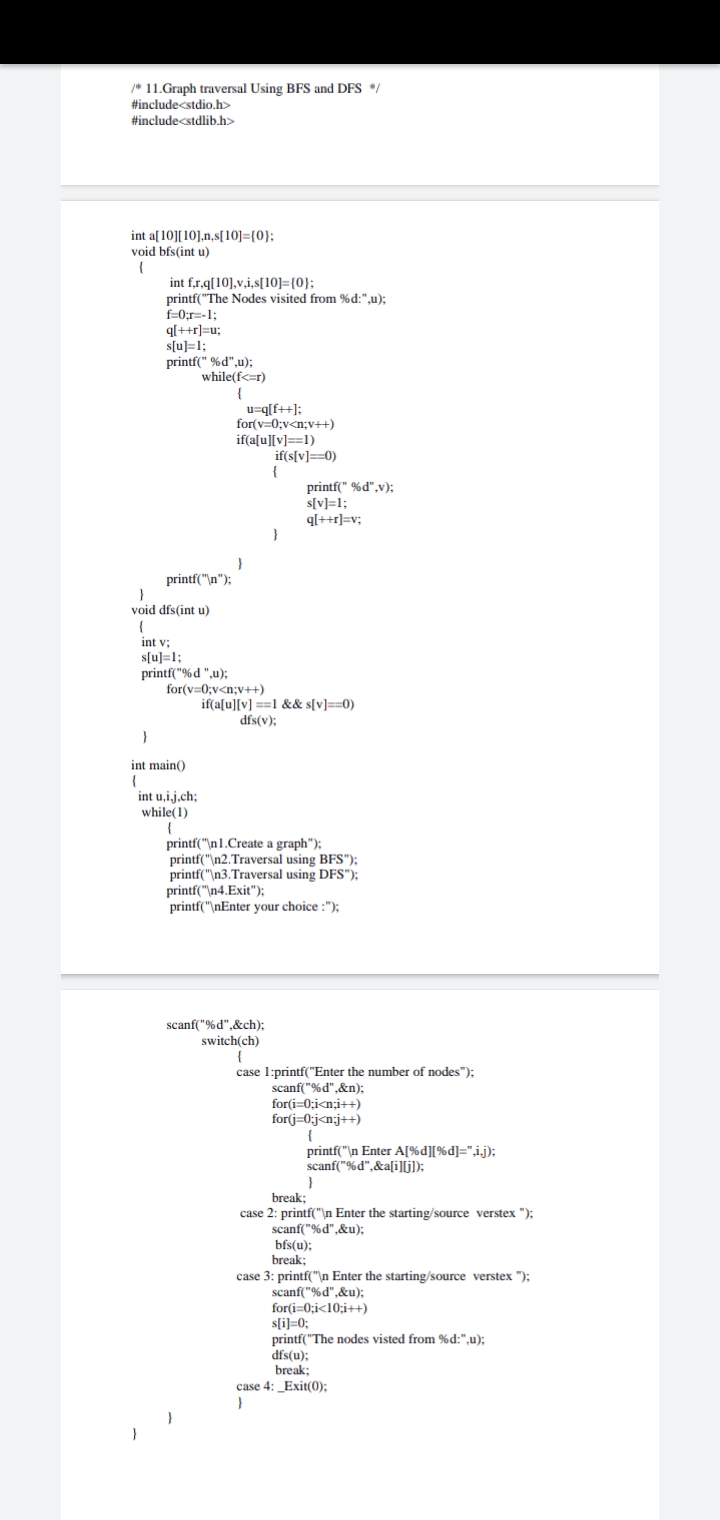 /* 11.Graph traversal Using BFS and DFS */
#include<stdio.h>
#include<stdlib.h>
int a[10][10],n,s[10]={0};
void bfs(int u)
{
int f,r,q[10],v,i,s[10]={0};
printf("The Nodes visited from %d:",u);
f=0;r=-1;
q[++r]=u;
s[u]=1;
printf(" %d",u);
while(f<=r)
{
u=q[f++];
for(v=0;v<n;v++)
if(a[u][v]==1)
if(s[v]==0)
{
printf(" %d",v);
s[v]=1;
q[++r]=v;
}
}
printf("\n");
}
void dfs(int u)
{
int v;
s[u]=1;
printf("%d ",u);
for(v=0;v<n;v++)
if(a[u][v] ==1 && s[v]==0)
dfs(v);
}
int main()
{
int u,i,j,ch;
while(1)
{
printf("\n1.Create a graph");
printf("\n2.Traversal using BFS");
printf("\n3.Traversal using DFS");
printf("\n4.Exit");
printf("\nEnter your choice :");
scanf("%d",&ch);
switch(ch)
{
case 1:printf("Enter the number of nodes");
scanf("%d",&n);
for(i=0;i<n;i++)
for(j=0;j<n;j++)
{
printf("\n Enter A[%d][%d]=",i,j);
scanf("%d",&a[i][j]);
}
break;
case 2: printf("\n Enter the starting/source verstex ");
scanf("%d",&u);
bfs(u);
break;
case 3: printf("\n Enter the starting/source verstex ");
scanf("%d",&u);
for(i=0;i<10;i++)
s[i]=0;
printf("The nodes visted from %d:",u);
dfs(u);
break;
case 4: _Exit(0);
}
}
}